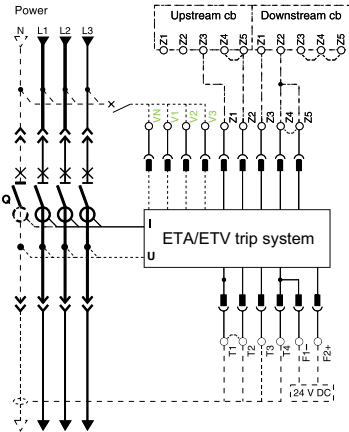 Power
Upstream cb Downstream cb
N L1 L2 L3
Z1 Z2 Z3 Z4 Z5 Z1 Z2 Z3 Z4 Z5
VN V1 V2 V3 Z1 Z2 Z3 Z4 Z5
Q
I
U
ETA/ETV trip system
T1 T2 T3 T4 F1- F2+
24 V DC